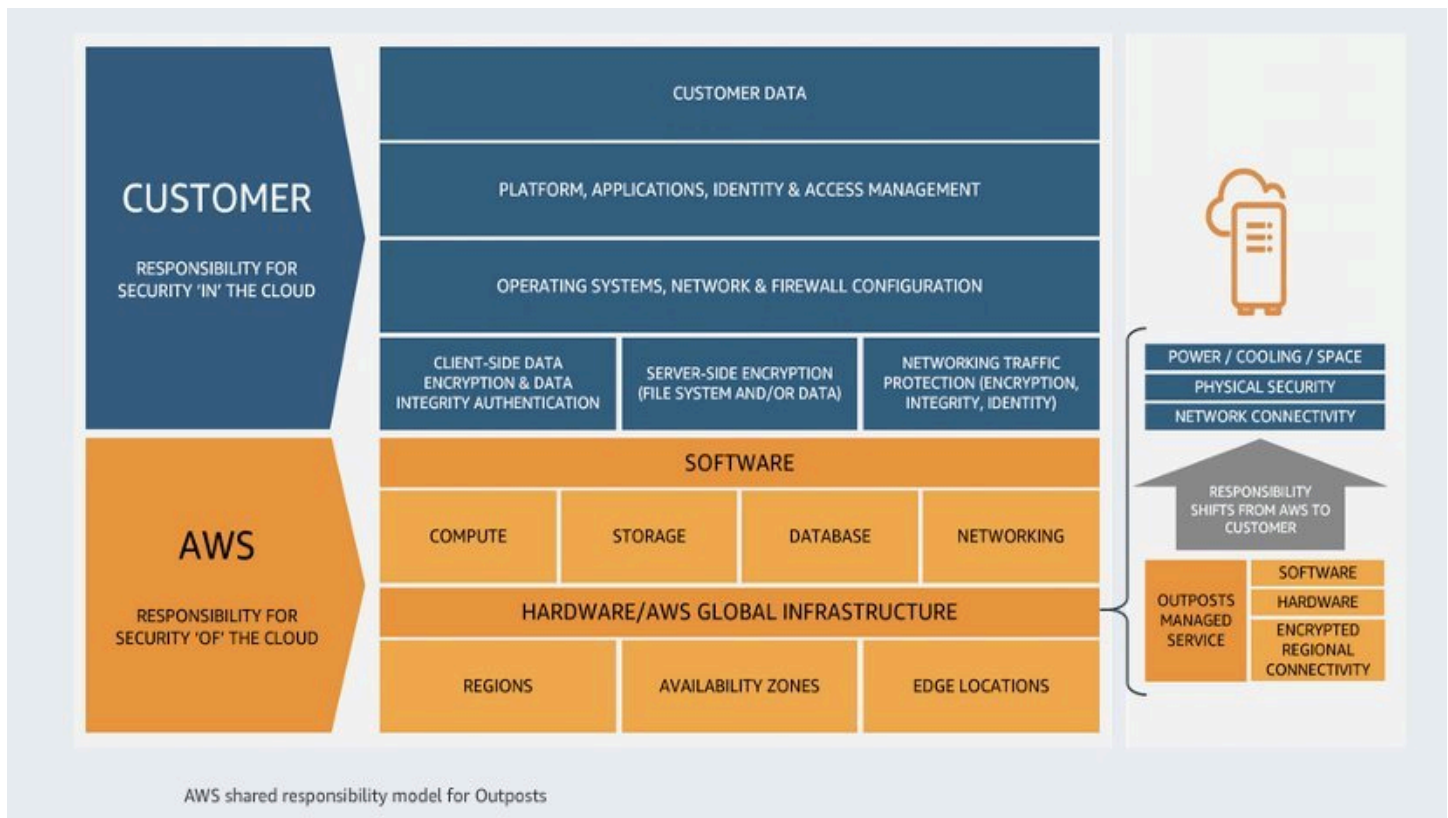 CUSTOMER
RESPONSIBILITY FOR
SECURITY 'IN' THE CLOUD
CUSTOMER DATA
PLATFORM, APPLICATIONS, IDENTITY & ACCESS MANAGEMENT
OPERATING SYSTEMS, NETWORK & FIREWALL CONFIGURATION
CLIENT-SIDE DATA
ENCRYPTION & DATA
INTEGRITY AUTHENTICATION
SERVER-SIDE ENCRYPTION
(FILE SYSTEM AND/OR DATA)
NETWORKING TRAFFIC
PROTECTION (ENCRYPTION,
INTEGRITY, IDENTITY)
AWS
RESPONSIBILITY FOR
SECURITY 'OF' THE CLOUD
SOFTWARE
COMPUTE
STORAGE
DATABASE
NETWORKING
HARDWARE/AWS GLOBAL INFRASTRUCTURE
REGIONS
AVAILABILITY ZONES
EDGE LOCATIONS
POWER / COOLING / SPACE
PHYSICAL SECURITY
NETWORK CONNECTIVITY
RESPONSIBILITY
SHIFTS FROM AWS TO
CUSTOMER
OUTPOSTS
MANAGED
SERVICE
SOFTWARE
HARDWARE
ENCRYPTED
REGIONAL
CONNECTIVITY
AWS shared responsibility model for Outposts